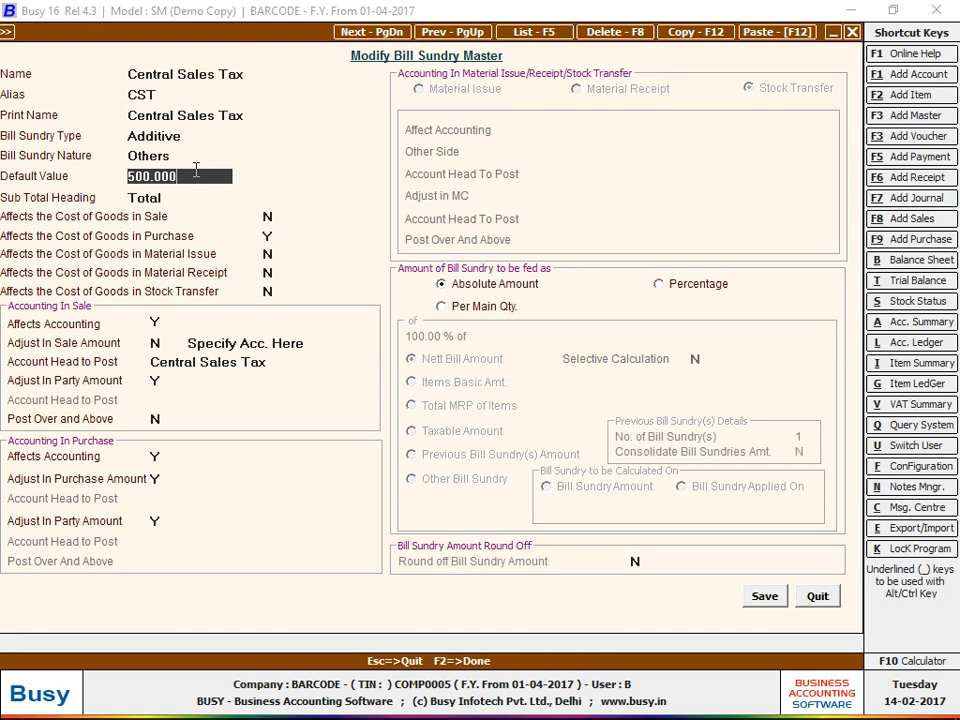 Busy 16 Rel 4.3 | Model : SM (Demo Copy) | BARCODE - F.Y. From 01-04-2017
>> Next - PgDn Prev - PgUp List - F5 Delete - F8 Copy - F12 Paste - [F12]
Modify Bill Sundry Master
Name Central Sales Tax
Alias CST
Print Name Central Sales Tax
Bill Sundry Type Additive
Bill Sundry Nature Others
Default Value 500.000
Sub Total Heading Total
Affects the Cost of Goods in Sale N
Affects the Cost of Goods in Purchase Y
Affects the Cost of Goods in Material Issue N
Affects the Cost of Goods in Material Receipt N
Affects the Cost of Goods in Stock Transfer N
Accounting In Sale
Affects Accounting Y
Adjust In Sale Amount N Specify Acc. Here
Account Head to Post Central Sales Tax
Adjust In Party Amount Y
Account Head to Post
Post Over and Above N
Accounting In Purchase
Affects Accounting Y
Adjust In Purchase Amount Y
Account Head to Post
Adjust In Party Amount Y
Account Head to Post
Post Over and Above
Accounting In Material Issue/Receipt/Stock Transfer
Material Issue Material Receipt Stock Transfer
Affect Accounting
Other Side
Account Head To Post
Adjust in MC
Account Head To Post
Post Over And Above
Amount of Bill Sundry to be fed as
Absolute Amount Percentage
Per Main Qty.
of
100.00 % of
Nett Bill Amount Selective Calculation N
Items Basic Amt.
Total MRP of Items
Taxable Amount
Previous Bill Sundry(s) Amount
Other Bill Sundry
Previous Bill Sundry(s) Details
No. of Bill Sundry(s) 1
Consolidate Bill Sundries Amt. N
Bill Sundry to be Calculated On
Bill Sundry Amount Bill Sundry Applied On
Bill Sundry Amount Round Off
Round off Bill Sundry Amount N
Save Quit
Esc=>Quit F2=>Done
Shortcut Keys
F1 Online Help
F1 Add Account
F2 Add Item
F3 Add Master
F3 Add Voucher
F5 Add Payment
F6 Add Receipt
F7 Add Journal
F8 Add Sales
F9 Add Purchase
B Balance Sheet
T Trial Balance
S Stock Status
A Acc. Summary
L Acc. Ledger
I Item Summary
G Item LedGer
V VAT Summary
Q Query System
U Switch User
F ConFiguration
N Notes Mngr.
C Msg. Centre
E Export/Import
K LocK Program
Underlined (_) keys
to be used with
Alt/Ctrl Key
F10 Calculator
Busy
Company : BARCODE - ( TIN : ) COMP0005 ( F.Y. From 01-04-2017 ) - User : B
BUSY - Business Accounting Software ; (c) Busy Infotech Pvt. Ltd., Delhi ; www.busy.in
BUSINESS
ACCOUNTING
SOFTWARE
Tuesday
14-02-2017